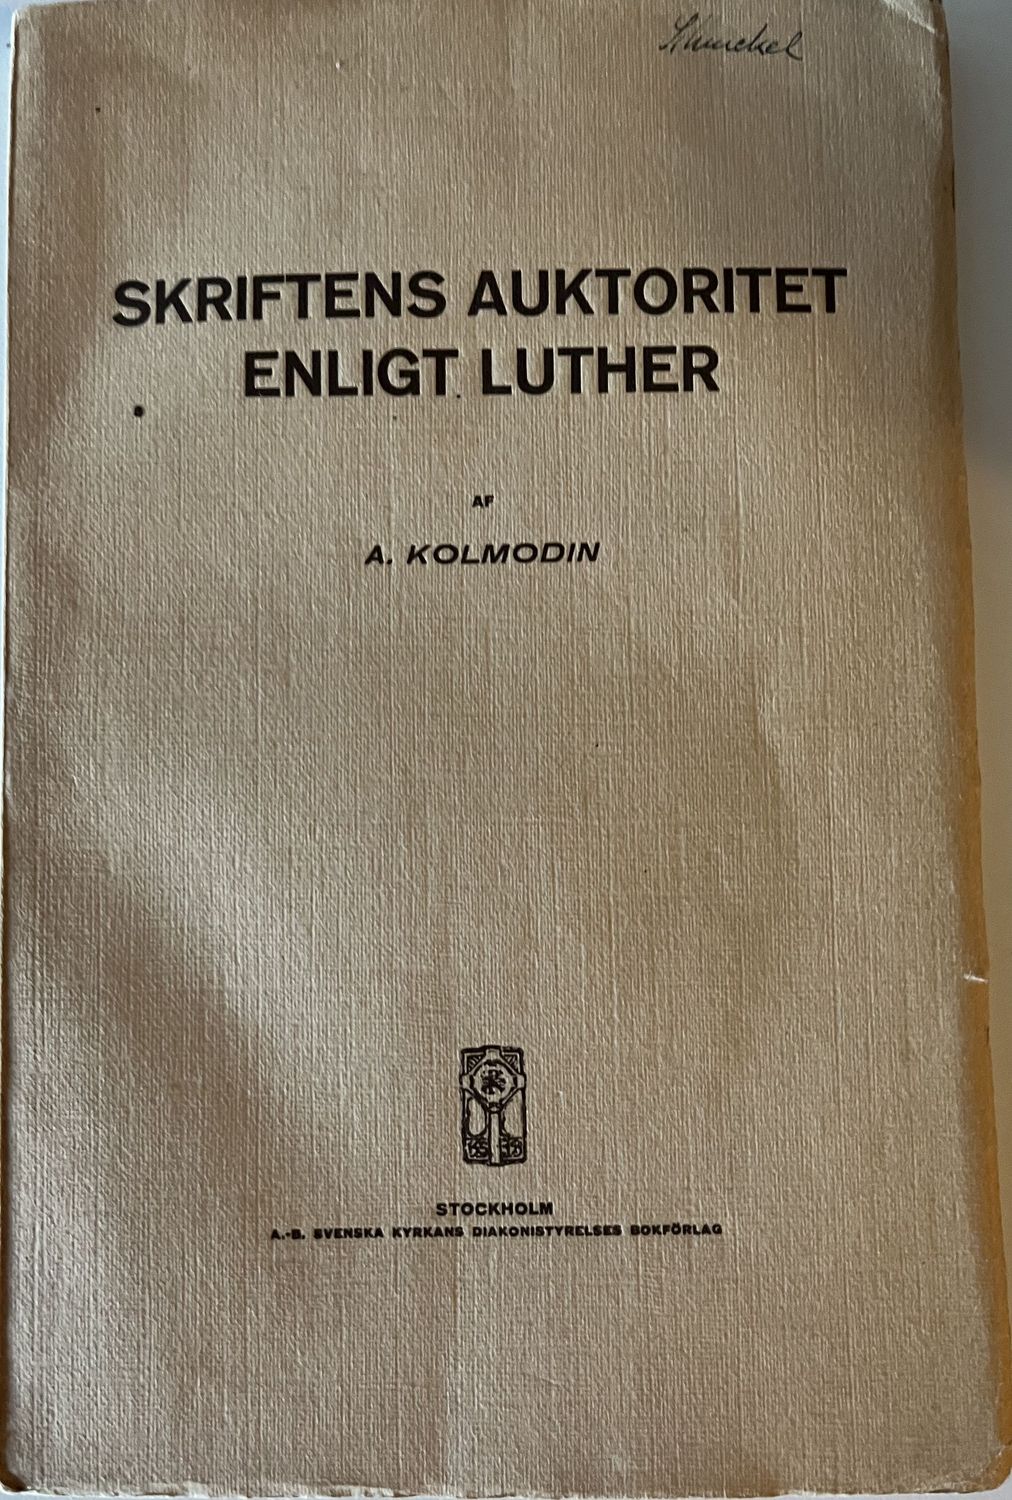 SKRIFTENS AUKTORITET
ENLIGT LUTHER
AF
A. KOLMODIN
STOCKHOLM
A.-B. SVENSKA KYRKANS DIAKONISTYRELSES BOKFÖRLAG